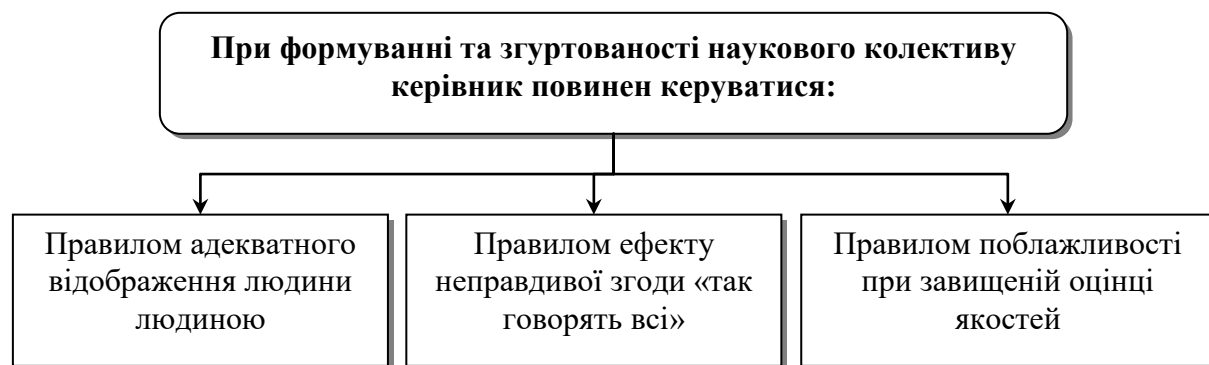 При формуванні та згуртованості наукового колективу
керівник повинен керуватися:
Правилом адекватного
відображення людини
людиною
Правилом ефекту
неправдивої згоди «так
говорять всі»
Правилом поблажливості
при завищеній оцінці
якостей